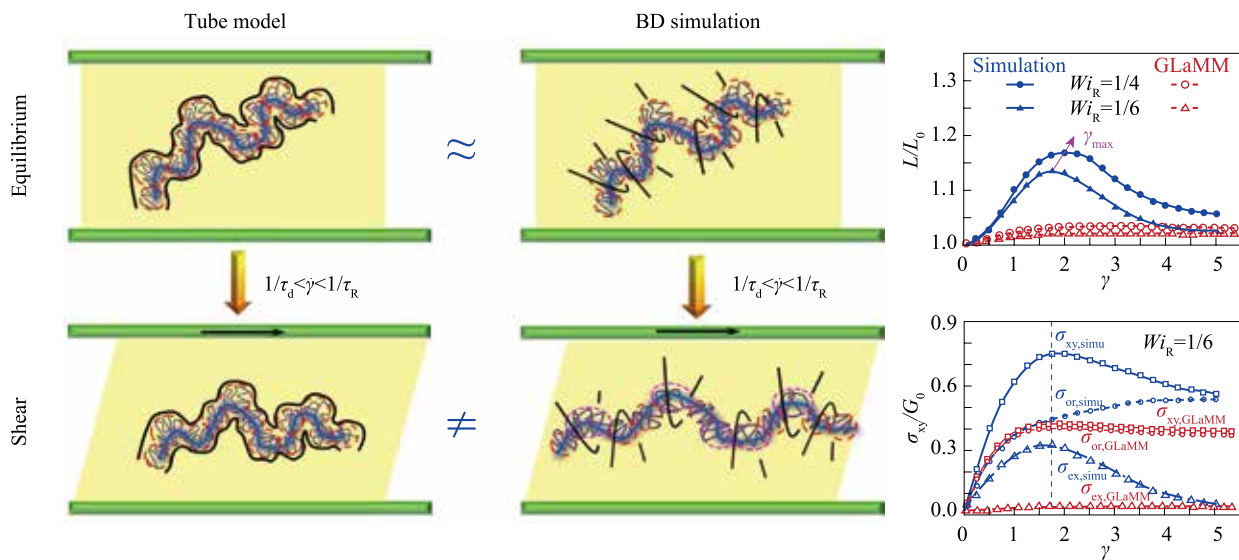 Tube model
BD simulation
Equilibrium
≈
1/τd<γ̇<1/τR
1/τd<γ̇<1/τR
Shear
≠
Simulation GLaMM
WiR=1/4
WiR=1/6
γmax
L/L0
1.3
1.2
1.1
1.0
0 1 2 3 4 5
γ
σxy,simu
WiR=1/6
σor,simu
σxy,GLaMM
σor,GLaMM
σex,simu
σex,GLaMM
σxy/G0
0.9
0.6
0.3
0.0
0 1 2 3 4 5
γ